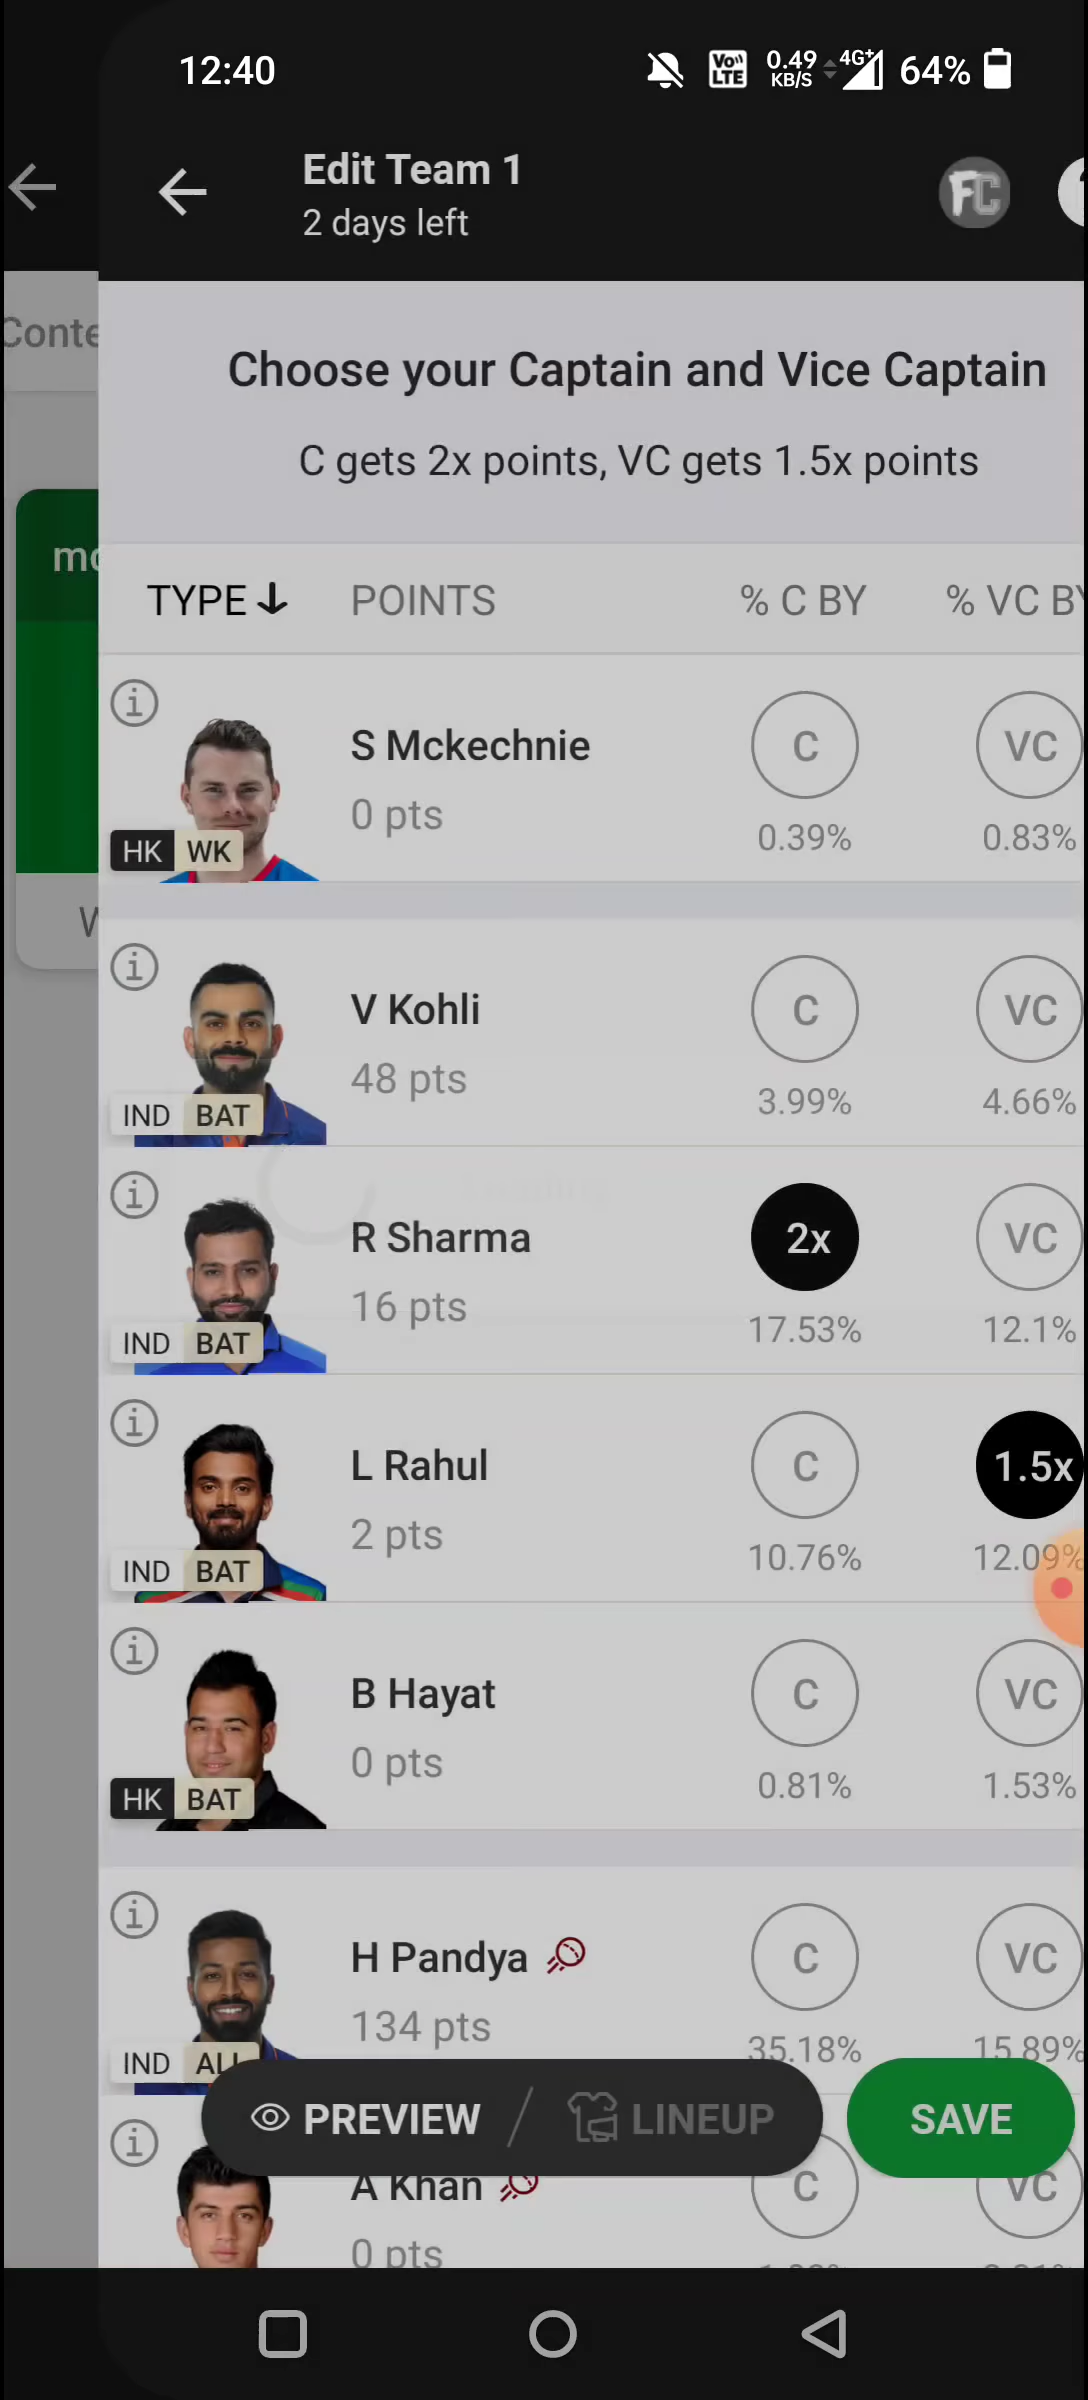 12:40
Vo)) LTE
0.49 KB/S
4G+
64%
Edit Team 1
2 days left
FC
Conte
Choose your Captain and Vice Captain
C gets 2x points, VC gets 1.5x points
TYPE POINTS % C BY % VC BY
S Mckechnie
C
VC
0 pts
0.39%
0.83%
HK WK
V Kohli
C
VC
48 pts
3.99%
4.66%
IND BAT
R Sharma
2x
VC
16 pts
17.53%
12.1%
IND BAT
L Rahul
C
1.5x
2 pts
10.76%
12.09%
IND BAT
B Hayat
C
VC
0 pts
0.81%
1.53%
HK BAT
H Pandya
C
VC
134 pts
35.18%
15.89%
IND ALL
PREVIEW / LINEUP
SAVE
A Khan
C
VC
0 pts